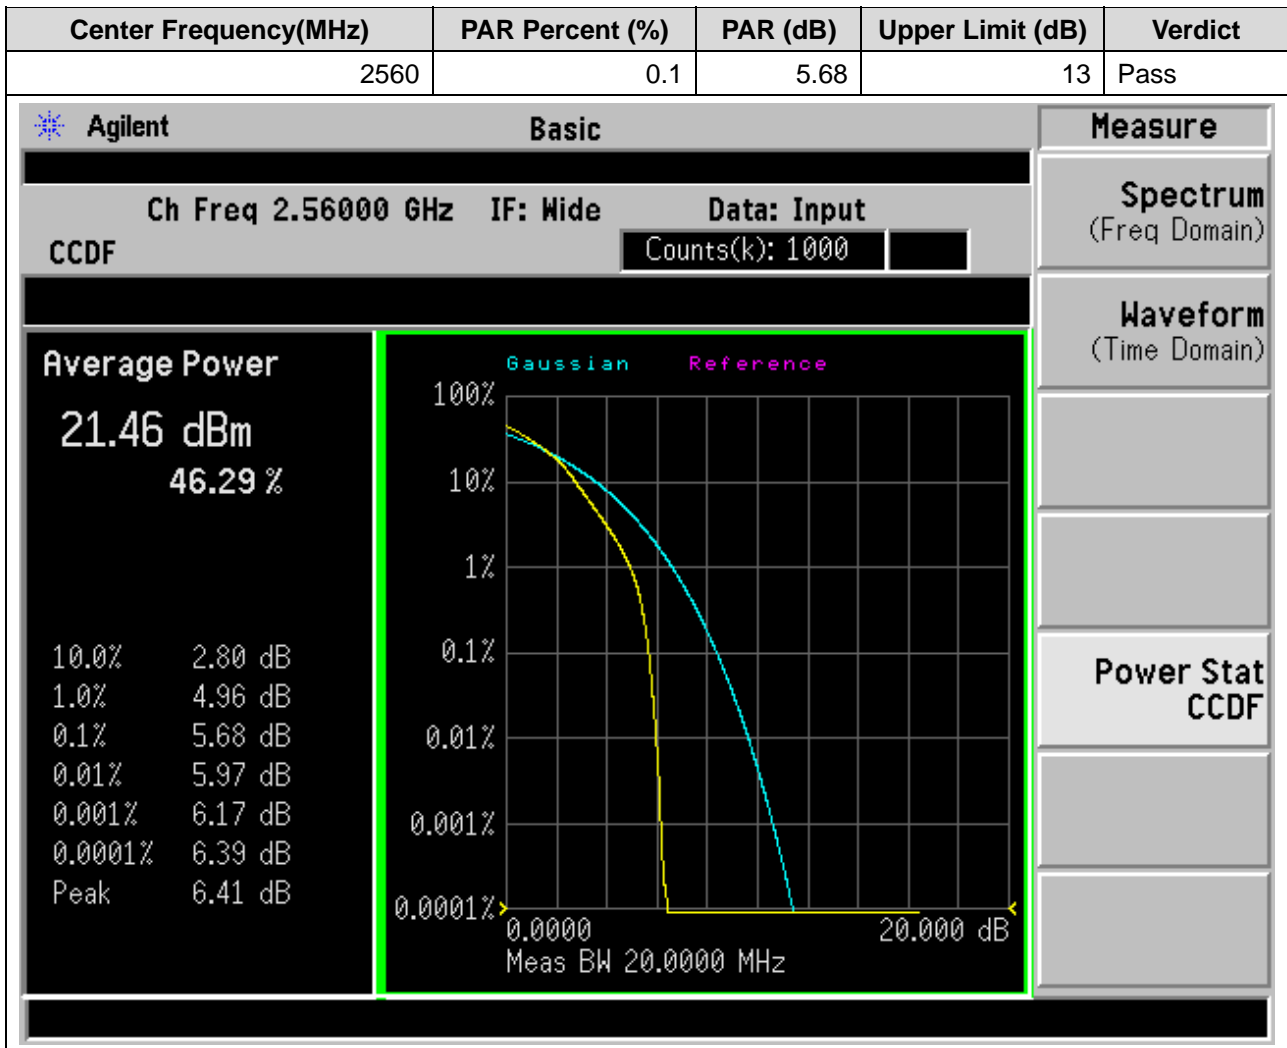 Center Frequency(MHz) PAR Percent (%) PAR (dB) Upper Limit (dB) Verdict
2560 0.1 5.68 13 Pass
Agilent Basic Measure
Ch Freq 2.56000 GHz IF: Wide Data: Input
CCDF Counts(k): 1000
Spectrum
(Freq Domain)
Waveform
(Time Domain)
Power Stat
CCDF
Average Power
21.46 dBm
46.29 %
10.0% 2.80 dB
1.0% 4.96 dB
0.1% 5.68 dB
0.01% 5.97 dB
0.001% 6.17 dB
0.0001% 6.39 dB
Peak 6.41 dB
Gaussian Reference
100%
10%
1%
0.1%
0.01%
0.001%
0.0001%
0.0000 20.000 dB
Meas BW 20.0000 MHz